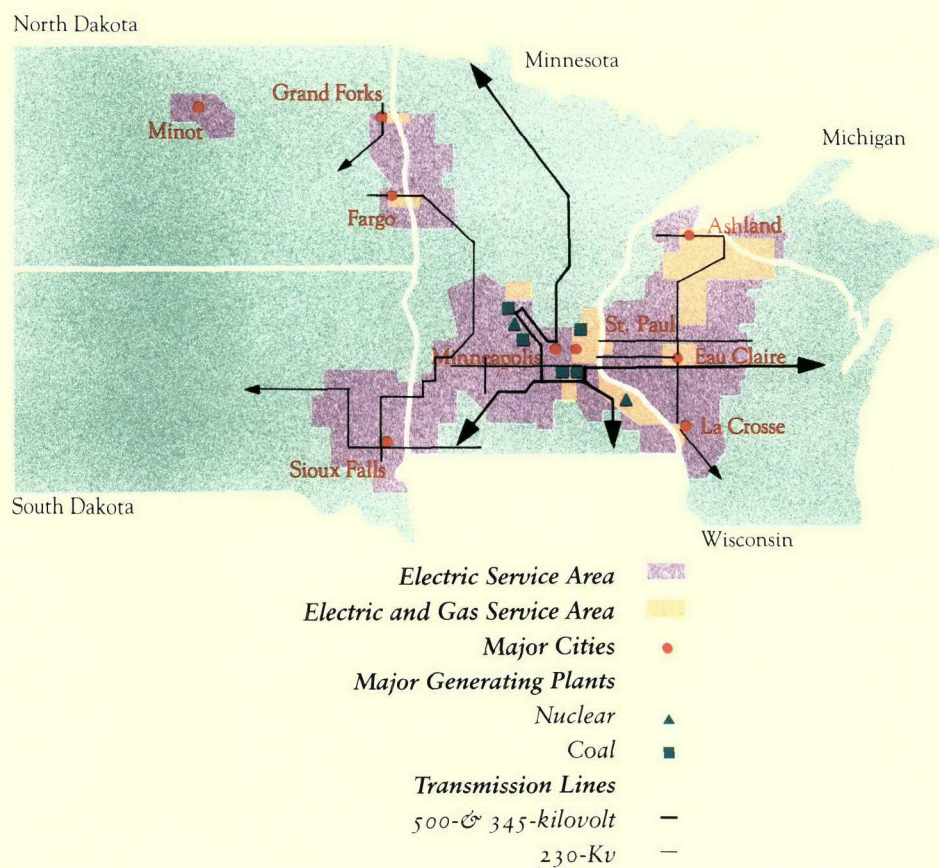 North Dakota
Minnesota
Grand Forks
Minot
Michigan
Fargo
Ashland
St. Paul
Minneapolis
Eau Claire
La Crosse
Sioux Falls
South Dakota
Wisconsin
Electric Service Area
Electric and Gas Service Area
Major Cities
Major Generating Plants
Nuclear
Coal
Transmission Lines
500-& 345-kilovolt
230-Kv